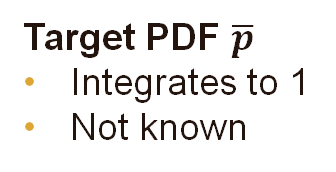 Target PDF p̅
• Integrates to 1
• Not known